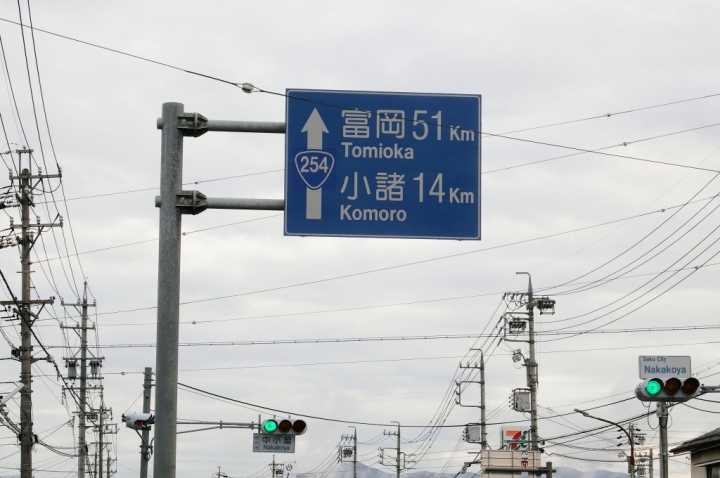 富岡 51 Km
Tomioka
254
小諸 14 Km
Komoro
Saku City
Nakakoya
中小屋
Nakakoya